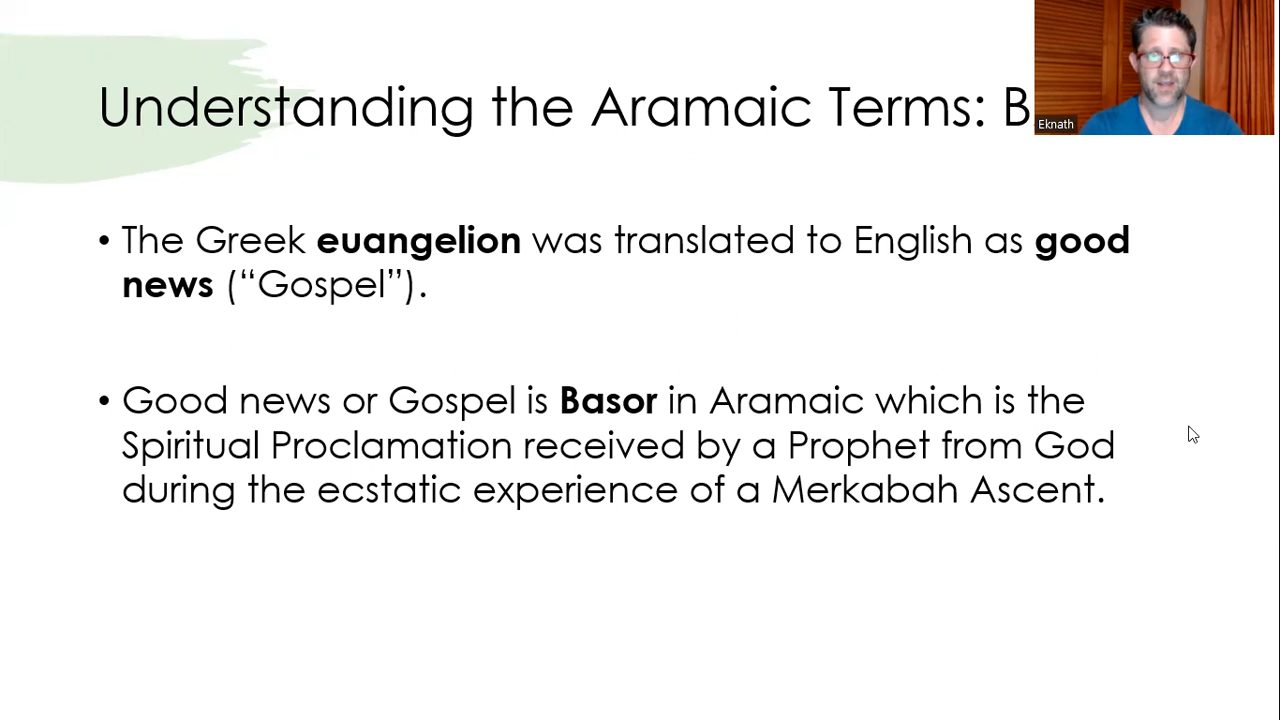 Understanding the Aramaic Terms: B
Eknath
• The Greek euangelion was translated to English as good
news (“Gospel”).
• Good news or Gospel is Basor in Aramaic which is the
Spiritual Proclamation received by a Prophet from God
during the ecstatic experience of a Merkabah Ascent.